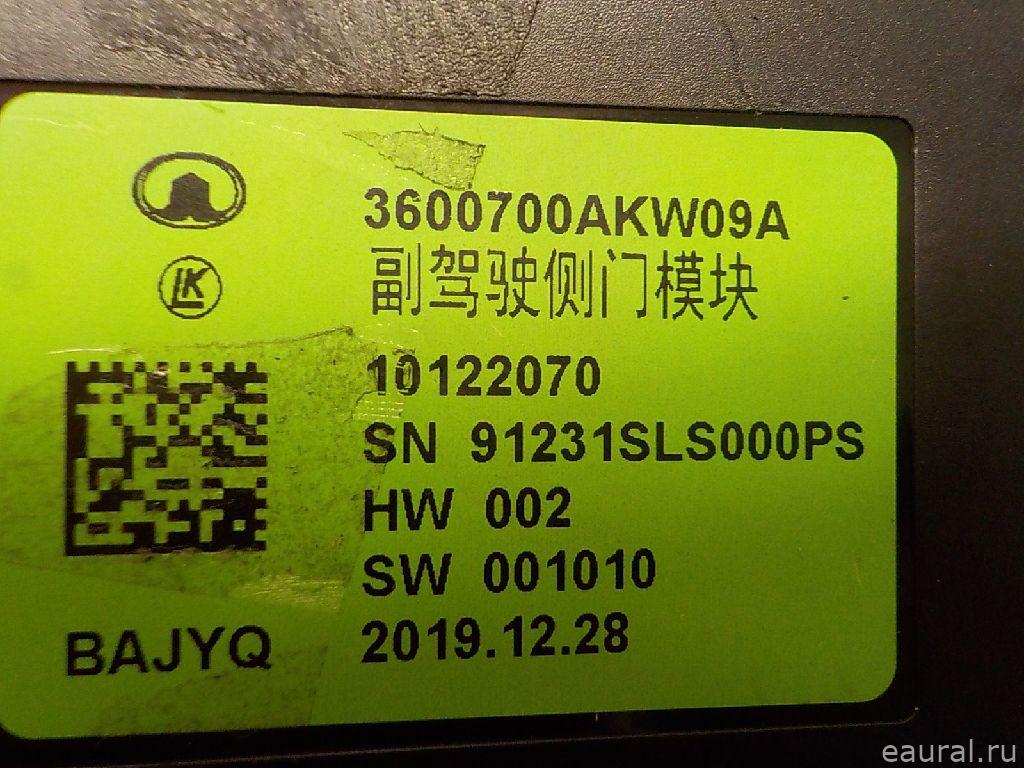 3600700AKW09A
LK
副驾驶侧门模块
10122070
SN 91231SLS000PS
HW 002
SW 001010
2019.12.28
BAJYQ
eaural.ru